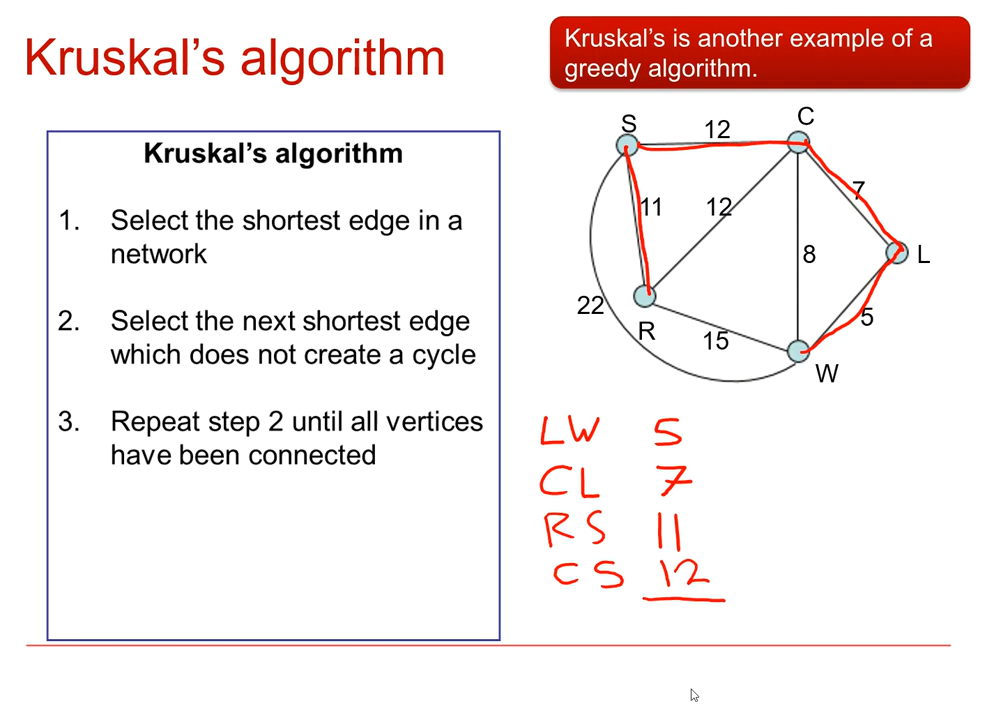 Kruskal's algorithm
Kruskal's is another example of a
greedy algorithm.
Kruskal's algorithm
1. Select the shortest edge in a
network
2. Select the next shortest edge
which does not create a cycle
3. Repeat step 2 until all vertices
have been connected
S
12
C
11
12
7
8
L
22
R
15
5
W
LW 5
CL 7
RS 11
CS 12